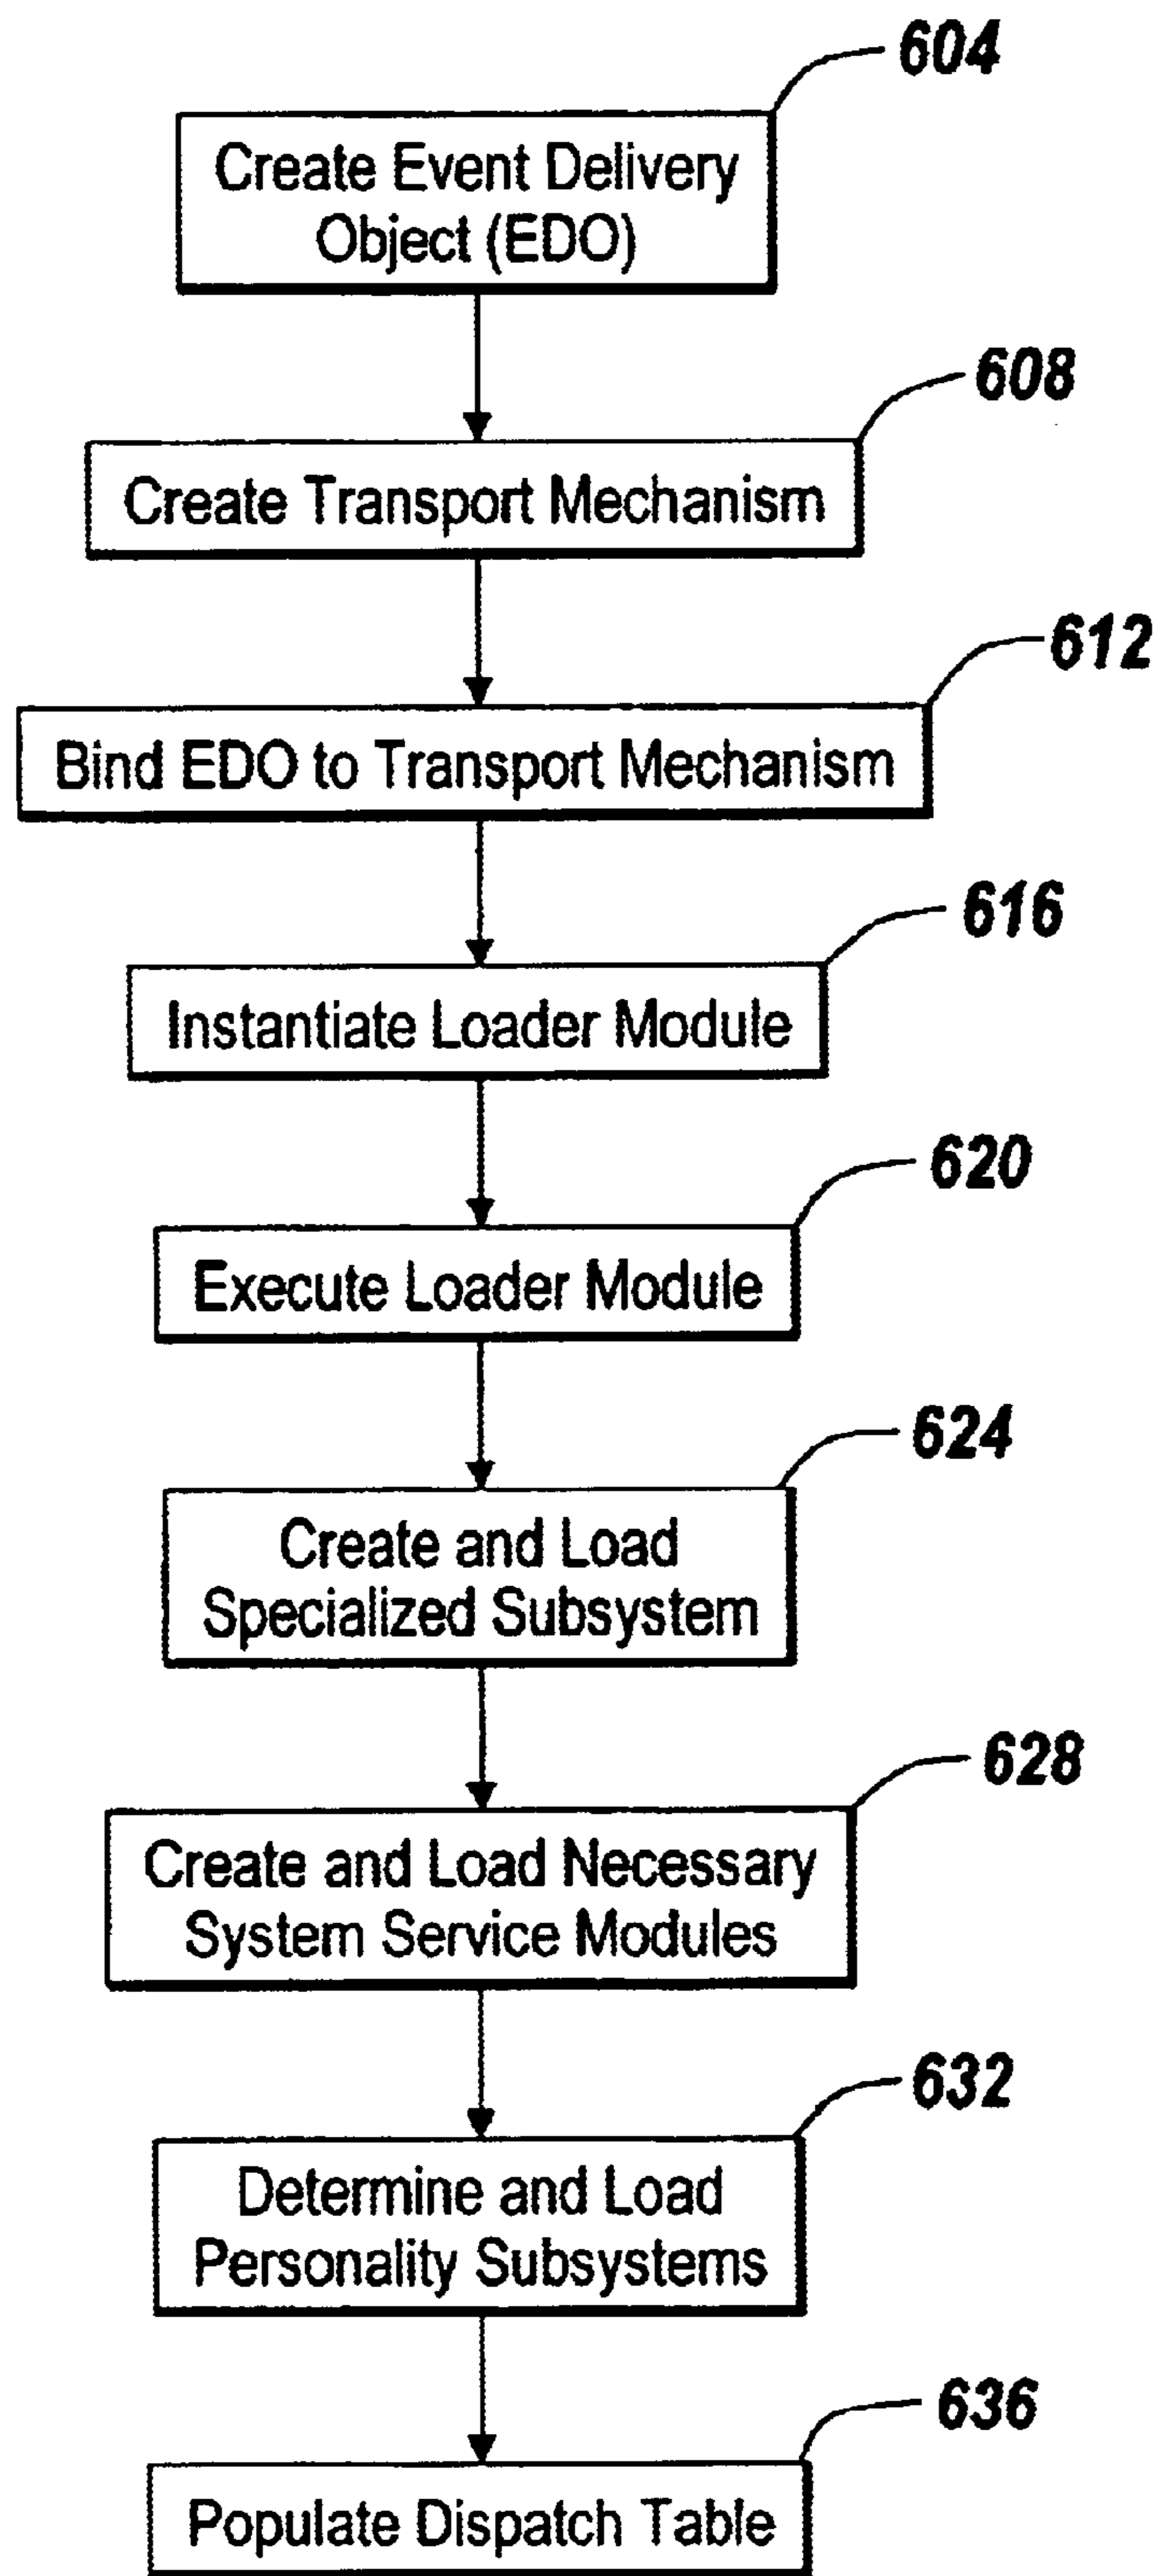 604
Create Event Delivery
Object (EDO)
608
Create Transport Mechanism
612
Bind EDO to Transport Mechanism
616
Instantiate Loader Module
620
Execute Loader Module
624
Create and Load
Specialized Subsystem
628
Create and Load Necessary
System Service Modules
632
Determine and Load
Personality Subsystems
636
Populate Dispatch Table